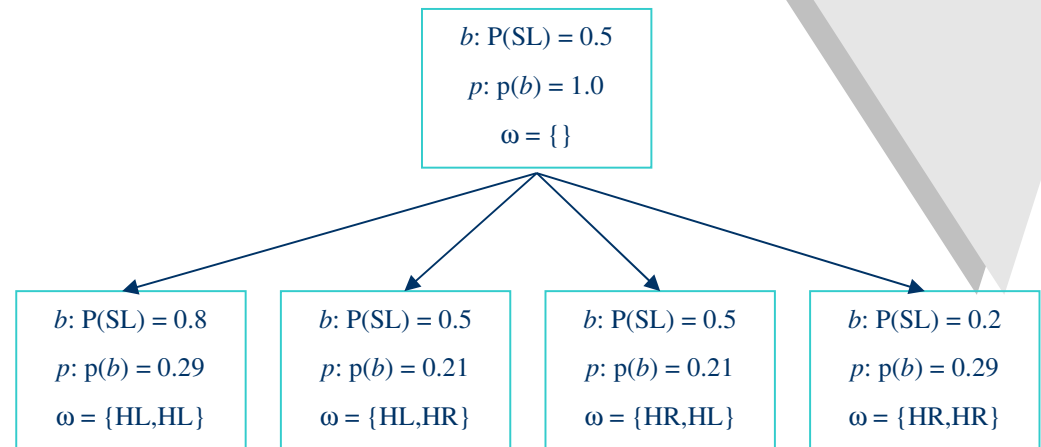 b: P(SL) = 0.5
p: p(b) = 1.0
ω = {}
b: P(SL) = 0.8
p: p(b) = 0.29
ω = {HL,HL}
b: P(SL) = 0.5
p: p(b) = 0.21
ω = {HL,HR}
b: P(SL) = 0.5
p: p(b) = 0.21
ω = {HR,HL}
b: P(SL) = 0.2
p: p(b) = 0.29
ω = {HR,HR}